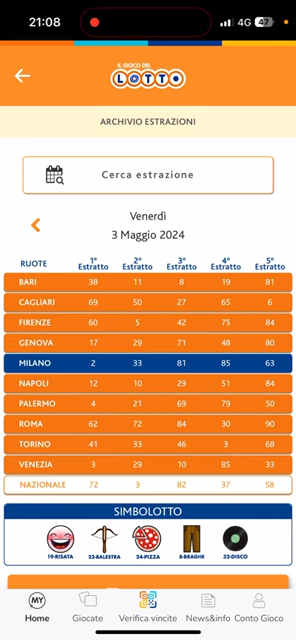 21:08 4G 47
IL GIOCO DEL
LOTTO
ARCHIVIO ESTRAZIONI
Cerca estrazione
Venerdì
3 Maggio 2024
RUOTE 1° Estratto 2° Estratto 3° Estratto 4° Estratto 5° Estratto
BARI 38 11 8 19 81
CAGLIARI 69 50 27 65 6
FIRENZE 60 5 42 75 84
GENOVA 17 29 71 48 80
MILANO 2 33 81 85 63
NAPOLI 12 10 29 51 84
PALERMO 4 21 69 79 50
ROMA 62 72 84 30 90
TORINO 41 33 46 3 68
VENEZIA 3 29 10 85 33
NAZIONALE 72 3 82 37 58
SIMBOLOTTO
19-RISATA 22-BALESTRA 24-PIZZA 8-BRAGHE 33-DISCO
MY
Home Giocate Verifica vincite News&info Conto Gioco